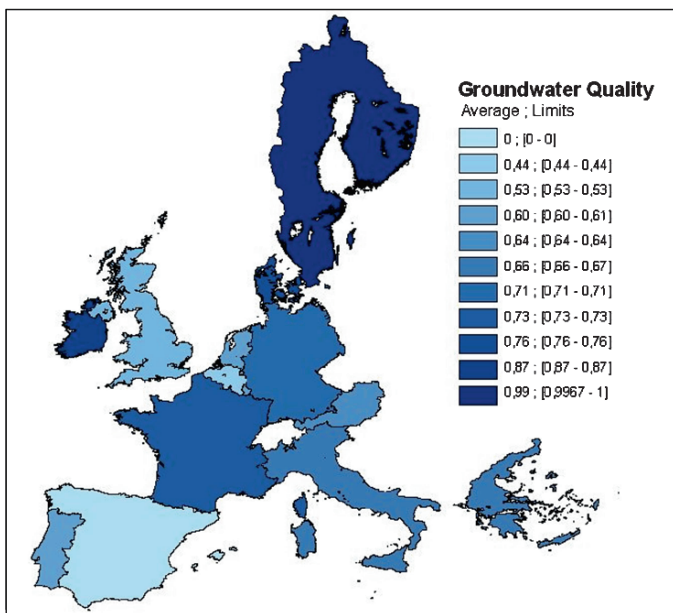 Groundwater Quality
Average ; Limits
0 ; [0 - 0]
0,44 ; [0,44 - 0,44]
0,53 ; [0,53 - 0,53]
0,60 ; [0,60 - 0,61]
0,64 ; [0,64 - 0,64]
0,66 ; [0,66 - 0,67]
0,71 ; [0,71 - 0,71]
0,73 ; [0,73 - 0,73]
0,76 ; [0,76 - 0,76]
0,87 ; [0,87 - 0,87]
0,99 ; [0,9967 - 1]